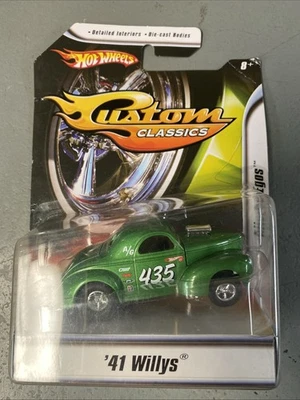 • Detailed Interiors • Die-cast Bodies
HOT WHEELS
8+
Custom
CLASSICS
A/G
435
'41 Willys®